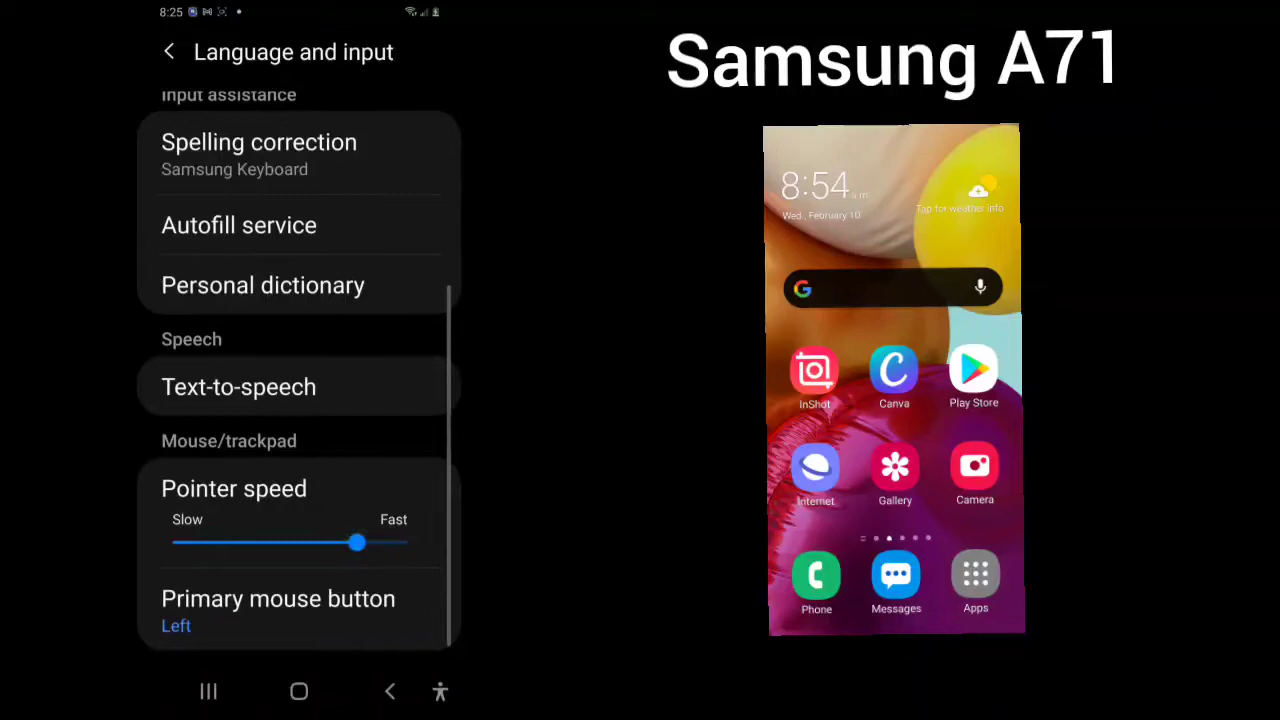 8:25
Language and input
Input assistance
Spelling correction
Samsung Keyboard
Autofill service
Personal dictionary
Speech
Text-to-speech
Mouse/trackpad
Pointer speed
Slow Fast
Primary mouse button
Left
Samsung A71
8:54 a.m.
Wed, February 10
Tap for weather info
InShot Canva Play Store
Internet Gallery Camera
Phone Messages Apps